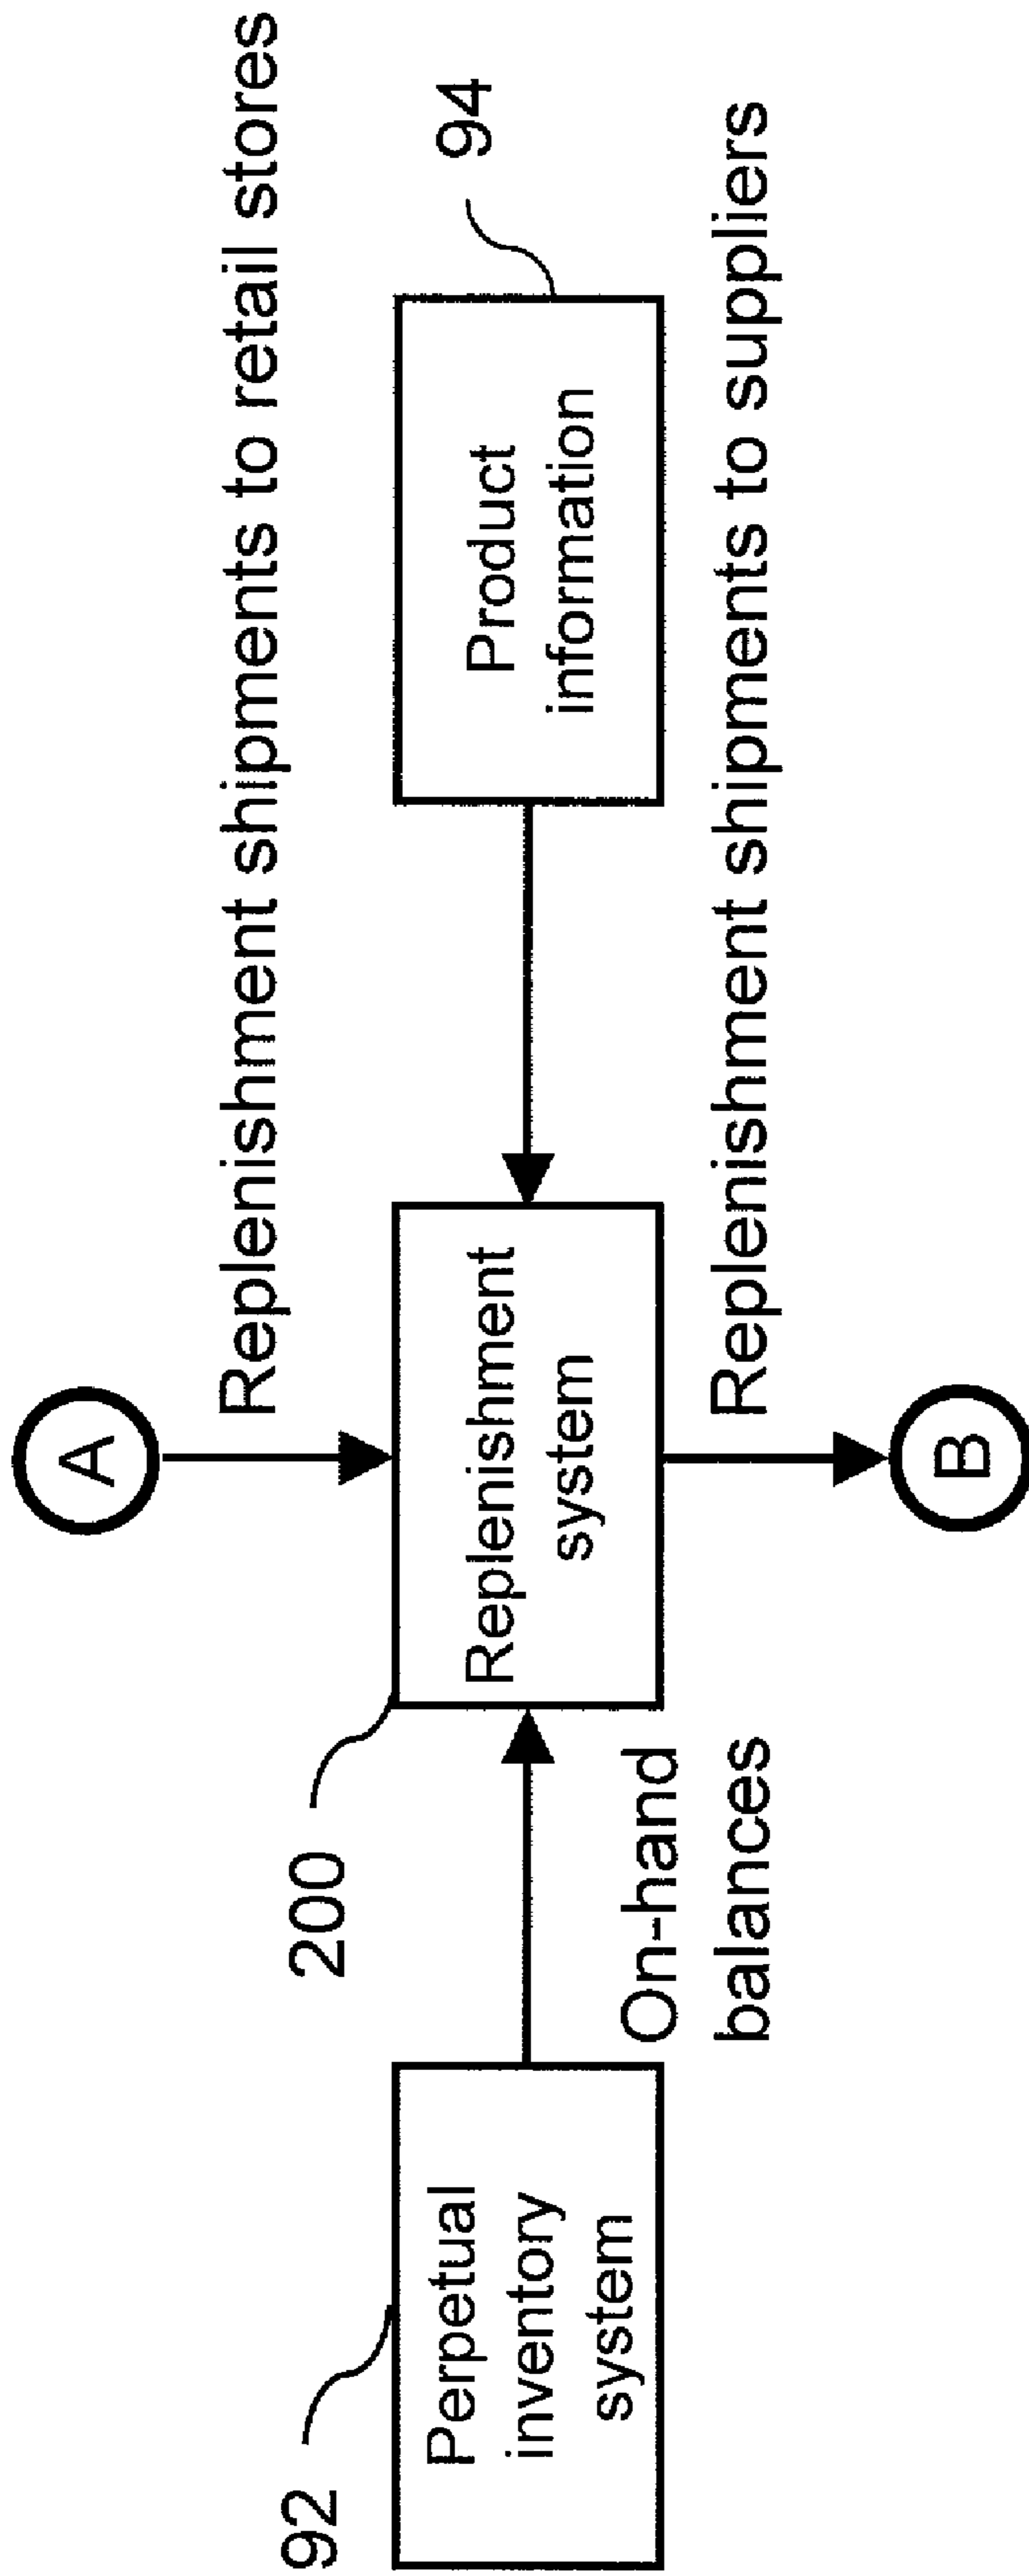 A
Replenishment shipments to retail stores
92
200
94
Perpetual
inventory
system
Replenishment
system
Product
information
On-hand
balances
Replenishment shipments to suppliers
B